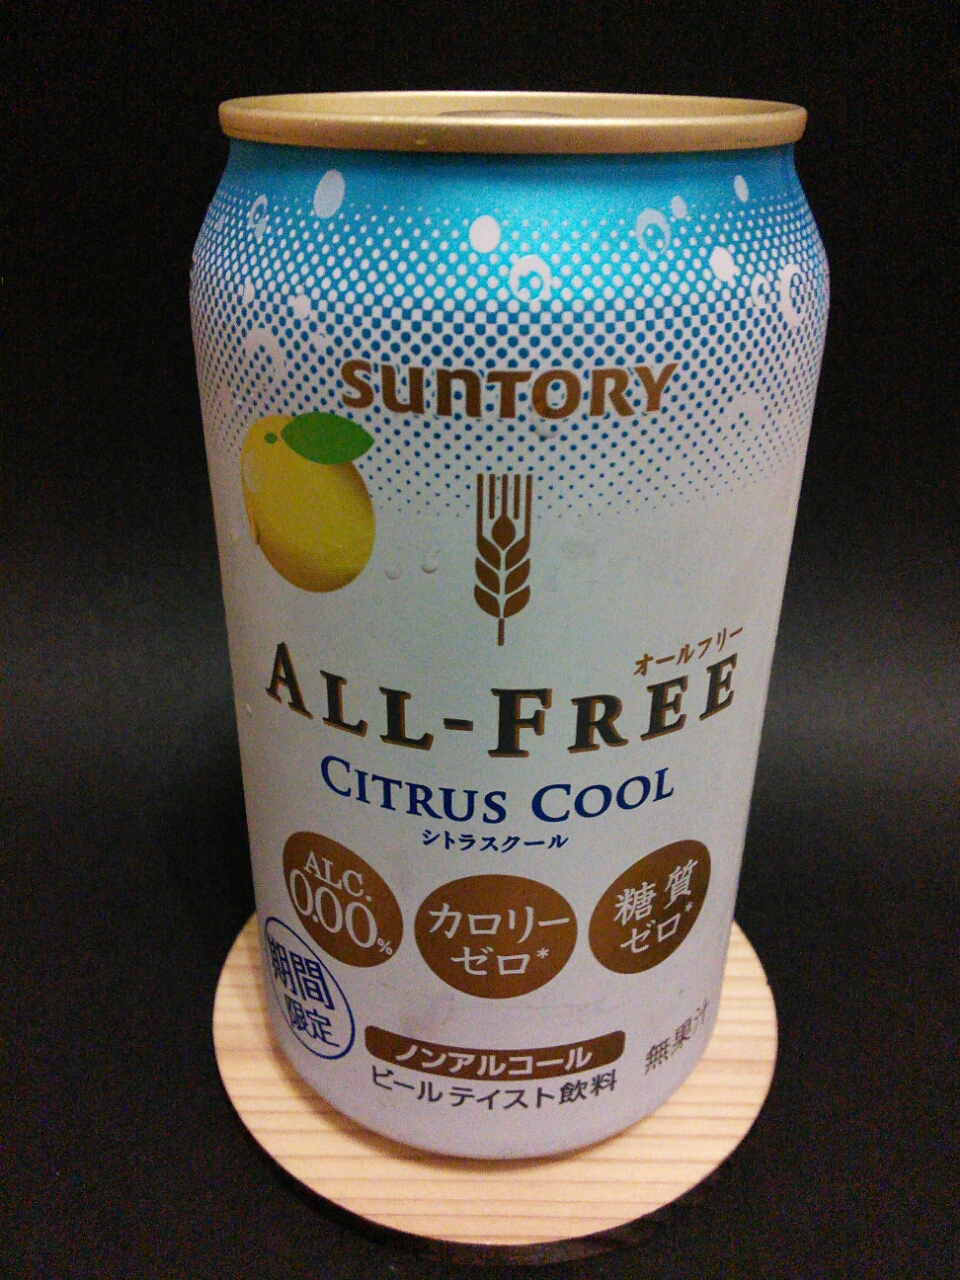 SUNTORY
オールフリー
ALL-FREE
CITRUS COOL
シトラスクール
ALC.
0.00%
カロリー
ゼロ*
糖質
ゼロ*
期間
限定
ノンアルコール
ビールテイスト飲料
無果汁